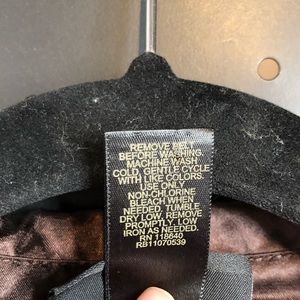 REMOVE BELT
BEFORE WASHING.
MACHINE WASH
COLD, GENTLE CYCLE
WITH LIKE COLORS.
USE ONLY
NON-CHLORINE
BLEACH WHEN
NEEDED. TUMBLE
DRY LOW. REMOVE
PROMPTLY. LOW
IRON AS NEEDED.
RN 118640
RB11070539